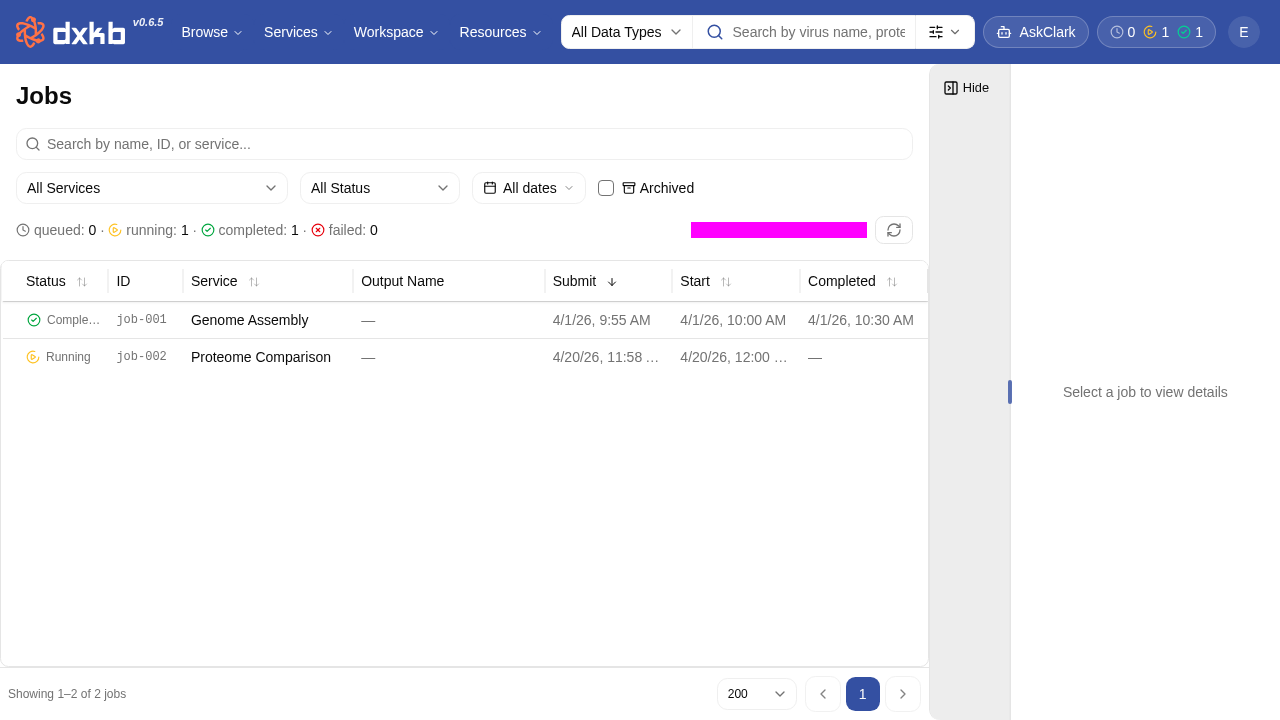 dxkb v0.6.5 Browse Services Workspace Resources All Data Types Search by virus name, prote AskClark 0 1 1 E
Jobs
Hide
Search by name, ID, or service...
All Services All Status All dates Archived
queued: 0 · running: 1 · completed: 1 · failed: 0
Status ID Service Output Name Submit Start Completed
Comple... job-001 Genome Assembly — 4/1/26, 9:55 AM 4/1/26, 10:00 AM 4/1/26, 10:30 AM
Running job-002 Proteome Comparison — 4/20/26, 11:58 ... 4/20/26, 12:00 ... —
Select a job to view details
Showing 1–2 of 2 jobs 200 1